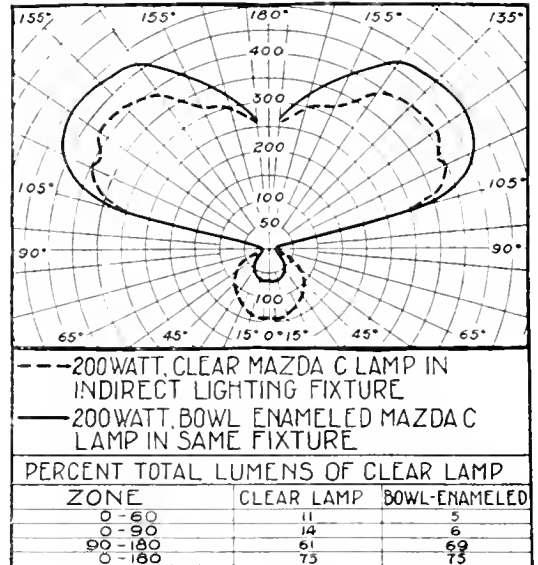 155° 155° 180° 155° 135°
400
300
200
105° 100 105°
50
90° 90°
100
65° 45° 15° 0° 15° 45° 65°
---200 WATT, CLEAR MAZDA C LAMP IN
INDIRECT LIGHTING FIXTURE
200 WATT, BOWL ENAMELED MAZDA C
LAMP IN SAME FIXTURE
PERCENT TOTAL LUMENS OF CLEAR LAMP
ZONE CLEAR LAMP BOWL-ENAMELED
0-60 11 5
0-90 14 6
90-180 61 69
0-180 75 75